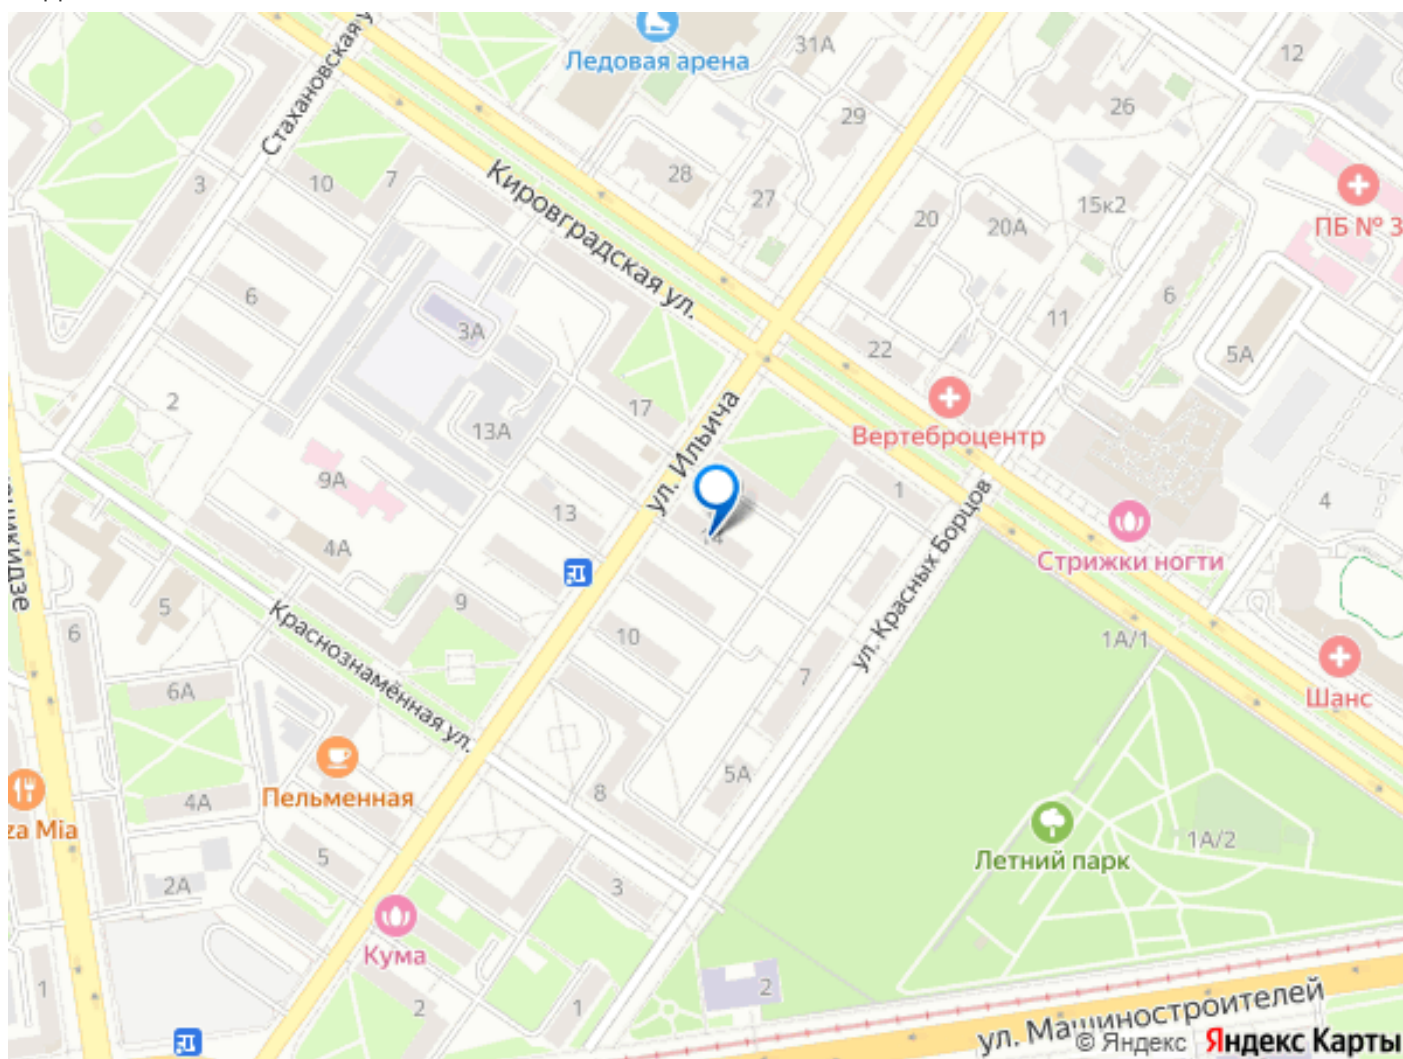 Стахановская у
Ледовая арена
31А
12
26
29
28
27
3
10
7
Кировградская ул.
20
20А
15к2
ПБ № 3
6
3А
11
6
22
5А
2
17
13А
ул. Ильича
Вертеброцентр
9А
1
4
13
4А
Стрижки ногти
ул. Красных Борцов
5
6
9
10
1А/1
7
Краснознамённая ул.
Шанс
6А
5А
Пельменная
4А
8
za Mia
Летний парк
1А/2
5
2А
3
Кума
1
2
1
2
ул. Машиностроителей
© Яндекс Яндекс Карты